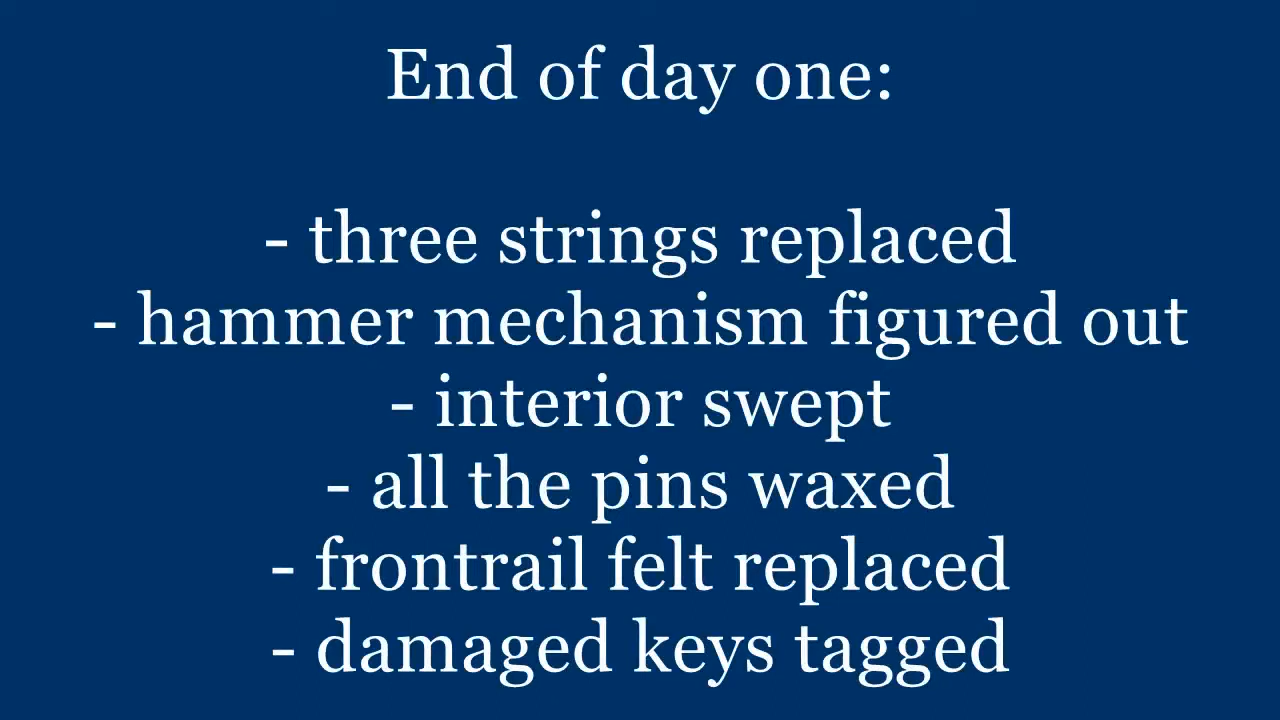 End of day one:
- three strings replaced
- hammer mechanism figured out
- interior swept
- all the pins waxed
- frontrail felt replaced
- damaged keys tagged